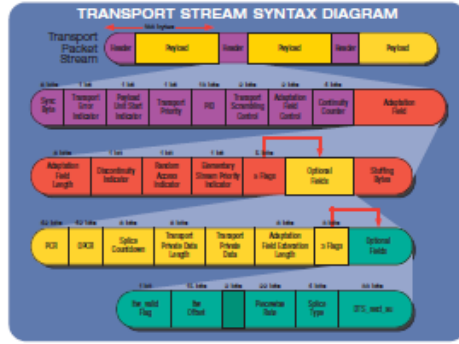 TRANSPORT STREAM SYNTAX DIAGRAM
188 bytes
Transport
Packet
Stream
Header
Payload
Header
Payload
Header
Payload
8 bits
1 bit
1 bit
1 bit
13 bits
2 bits
2 bits
4 bits
Sync
Byte
Transport
Error
Indicator
Payload
Unit Start
Indicator
Transport
Priority
PID
Transport
Scrambling
Control
Adaptation
Field
Control
Continuity
Counter
Adaptation
Field
8 bits
1 bit
1 bit
1 bit
5 bits
Adaptation
Field
Length
Discontinuity
Indicator
Random
Access
Indicator
Elementary
Stream Priority
Indicator
5 Flags
Optional
Fields
Stuffing
Bytes
42 bits
42 bits
8 bits
8 bits
8 bits
PCR
OPCR
Splice
Countdown
Transport
Private Data
Length
Transport
Private
Data
Adaptation
Field Extension
Length
3 Flags
Optional
Fields
1 bit
15 bits
2 bits
22 bits
4 bits
ltw_valid
Flag
ltw
Offset
Piecewise
Rate
Splice
Type
DTS_next_au